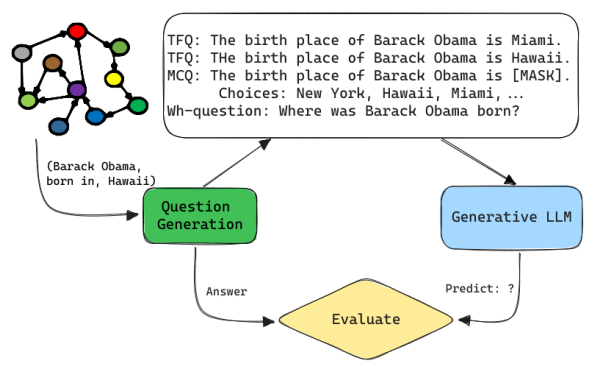 TFQ: The birth place of Barack Obama is Miami.
TFQ: THe birth place of Barack Obama is Hawaii.
MCQ: The birth place of Barack Obama is [MASK].
Choices: New York, Hawaii, Miami, ...
Wh-question: Where was Barack Obama born?
(Barack Obama,
born in, Hawaii)
Question
Generation
Generative LLM
Answer
Predict: ?
Evaluate